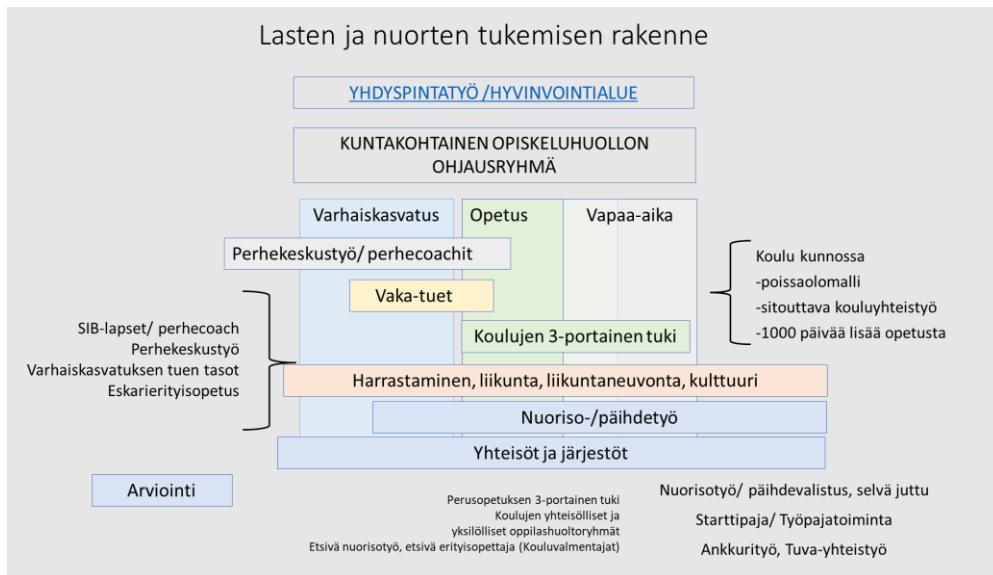 Lasten ja nuorten tukemisen rakenne
YHDYSPINTATYÖ /HYVINVOINTIALUE
KUNTAKOHTAINEN OPISKELUHUOLLON
OHJAUSRYHMÄ
Varhaiskasvatus
Opetus
Vapaa-aika
Perhekeskustyö/ perhecoachit
Vaka-tuet
Koulujen 3-portainen tuki
Harrastaminen, liikunta, liikuntaneuvonta, kulttuuri
Nuoriso-/päihdetyö
Yhteisöt ja järjestöt
SIB-lapset/ perhecoach
Perhekeskustyö
Varhaiskasvatuksen tuen tasot
Eskarierityisopetus
Koulu kunnossa
-poissaolomalli
-sitouttava kouluyhteistyö
-1000 päivää lisää opetusta
Arviointi
Perusopetuksen 3-portainen tuki
Koulujen yhteisölliset ja
yksilölliset oppilashuoltoryhmät
Etsivä nuorisotyö, etsivä erityisopettaja (Kouluvalmentajat)
Nuorisotyö/ päihdevalistus, selvä juttu
Starttipaja/ Työpajatoiminta
Ankkurityö, Tuva-yhteistyö